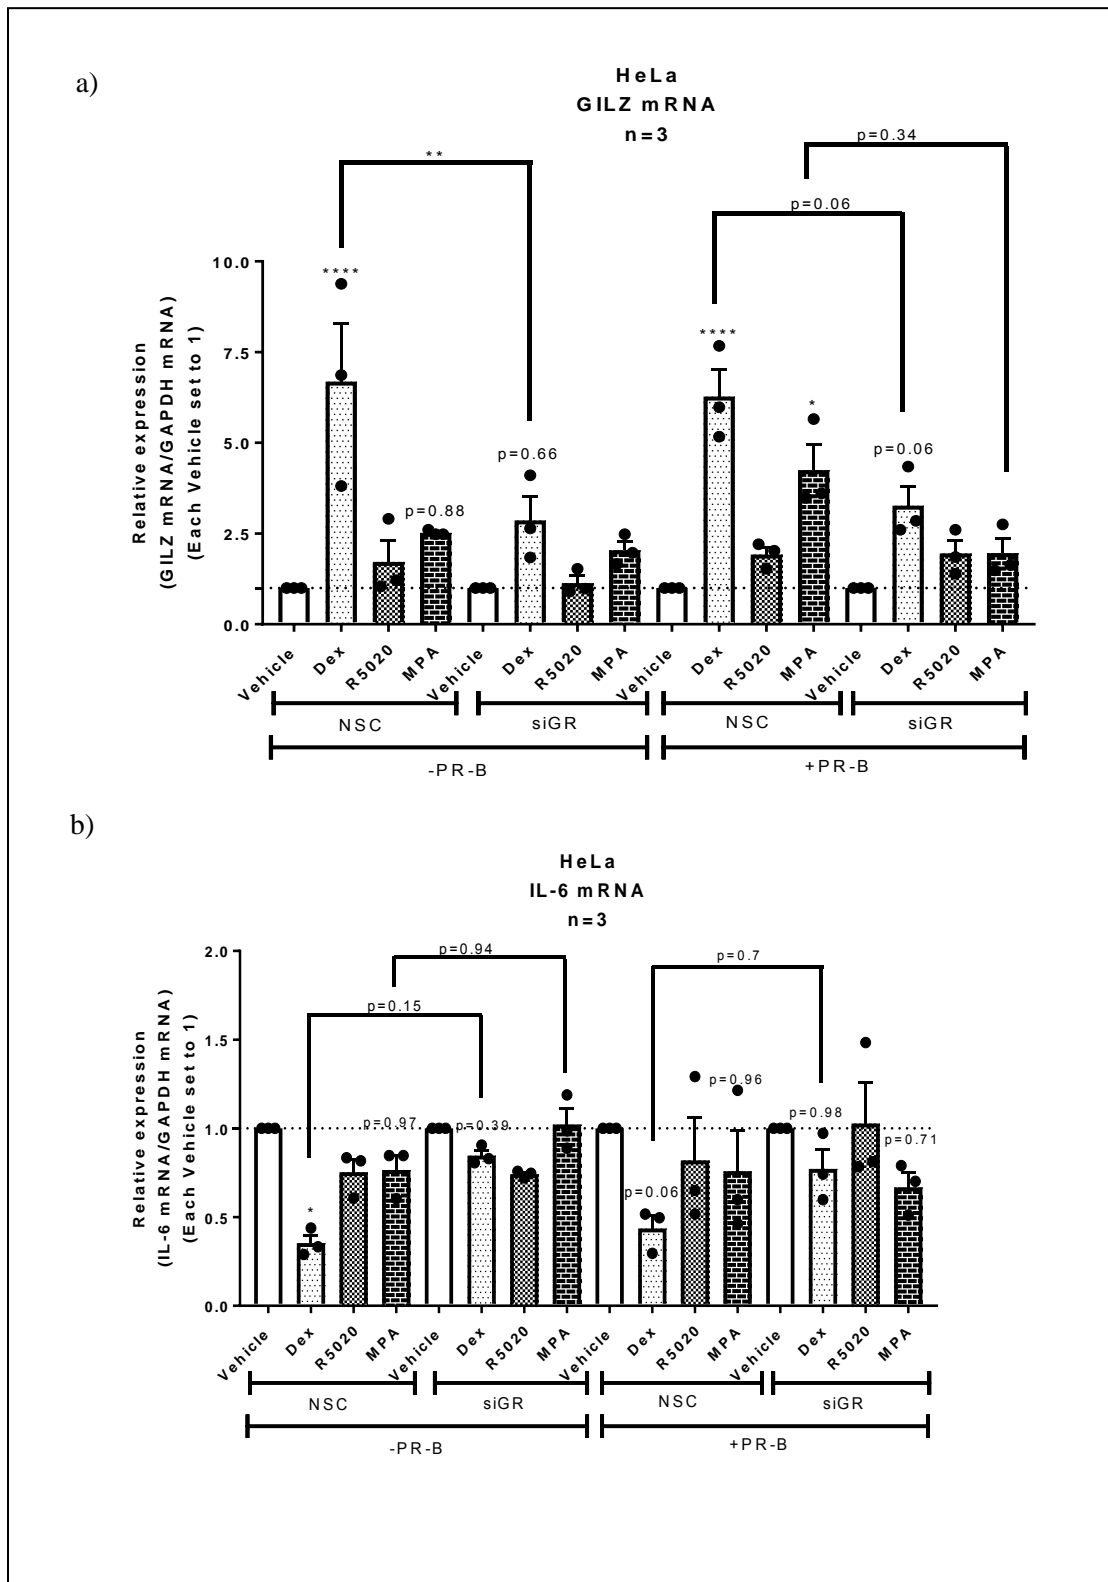 a)
HeLa
GILZ mRNA
n=3
p=0.34
**
p=0.06
Relative expression
(GILZ mRNA/GAPDH mRNA)
(Each Vehicle set to 1)
10.0
7.5
5.0
2.5
0.0
****
p=0.88
p=0.66
****
*
p=0.06
Vehicle Dex R5020 MPA Vehicle Dex R5020 MPA Vehicle Dex R5020 MPA Vehicle Dex R5020 MPA
NSC siGR NSC siGR
-PR-B +PR-B
b)
HeLa
IL-6 mRNA
n=3
p=0.94
p=0.7
p=0.15
Relative expression
(IL-6 mRNA/GAPDH mRNA)
(Each Vehicle set to 1)
2.0
1.5
1.0
0.5
0.0
*
p=0.97
p=0.39
p=0.06
p=0.96
p=0.98
p=0.71
Vehicle Dex R5020 MPA Vehicle Dex R5020 MPA Vehicle Dex R5020 MPA Vehicle Dex R5020 MPA
NSC siGR NSC siGR
-PR-B +PR-B